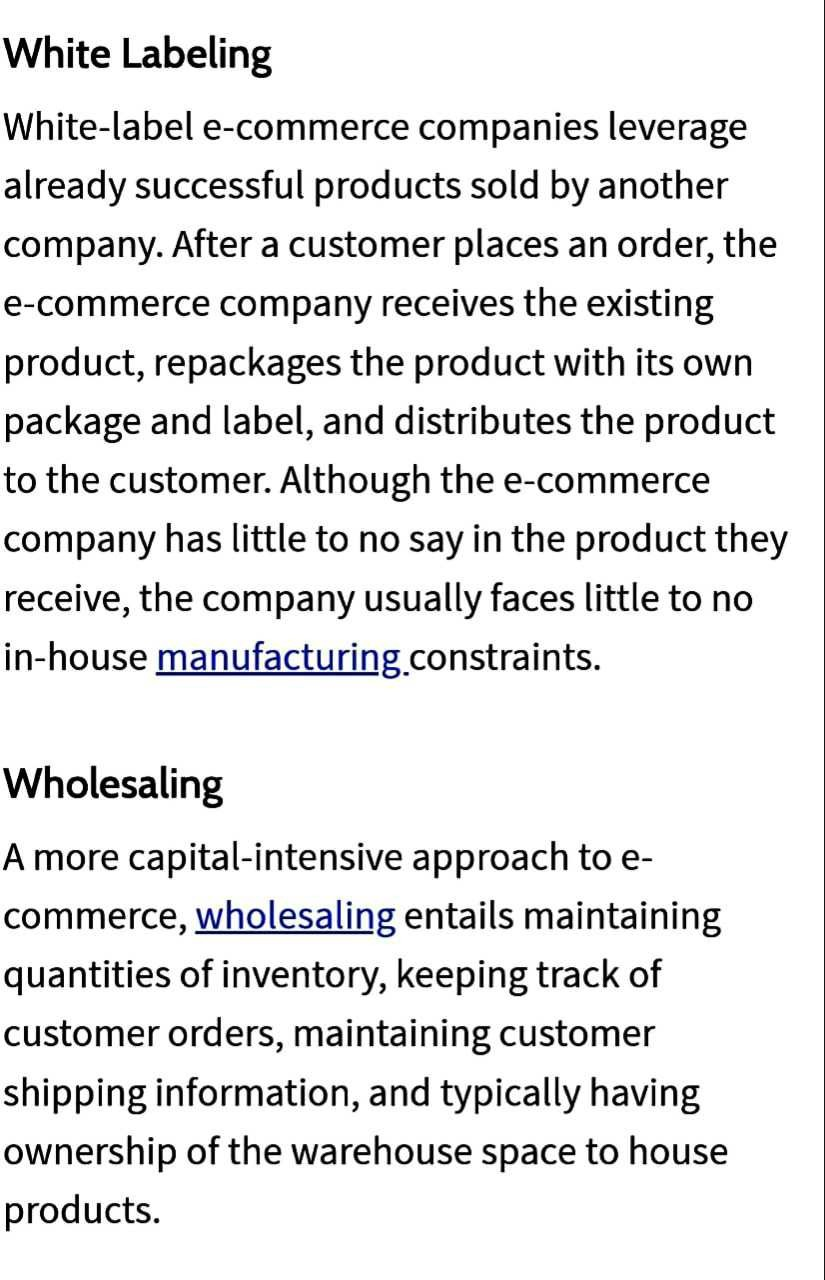 White Labeling
White-label e-commerce companies leverage
already successful products sold by another
company. After a customer places an order, the
e-commerce company receives the existing
product, repackages the product with its own
package and label, and distributes the product
to the customer. Although the e-commerce
company has little to no say in the product they
receive, the company usually faces little to no
in-house manufacturing constraints.
Wholesaling
A more capital-intensive approach to e-
commerce, wholesaling entails maintaining
quantities of inventory, keeping track of
customer orders, maintaining customer
shipping information, and typically having
ownership of the warehouse space to house
products.